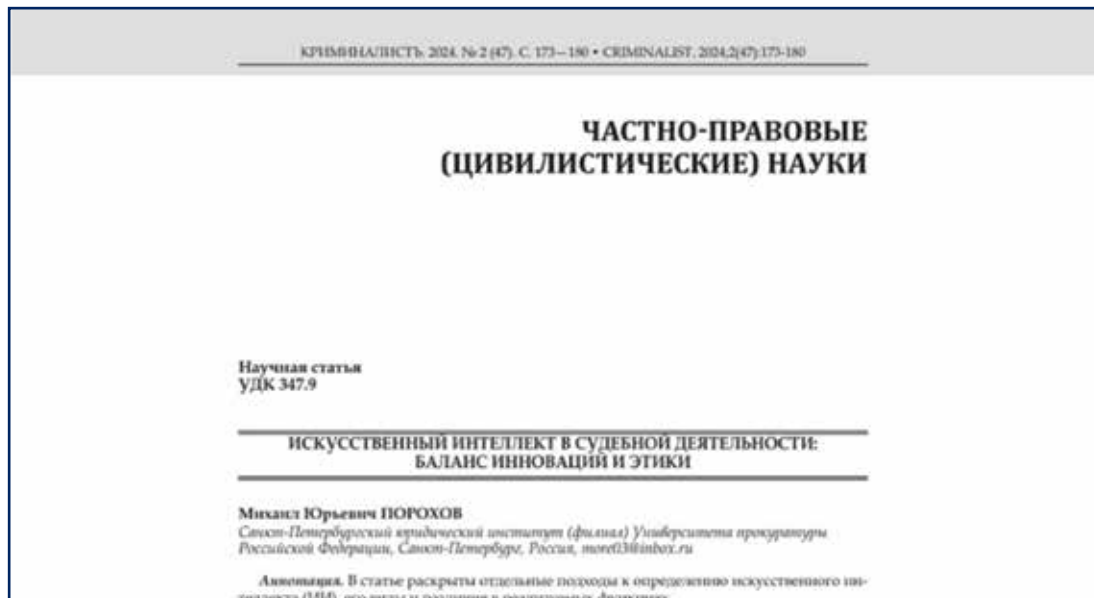 КРИМИНАЛИСТЪ. 2024. № 2 (47). С. 173—180 • CRIMINALIST. 2024;2(47):173-180
ЧАСТНО-ПРАВОВЫЕ
(ЦИВИЛИСТИЧЕСКИЕ) НАУКИ
Научная статья
УДК 347.9
ИСКУССТВЕННЫЙ ИНТЕЛЛЕКТ В СУДЕБНОЙ ДЕЯТЕЛЬНОСТИ:
БАЛАНС ИННОВАЦИЙ И ЭТИКИ
Михаил Юрьевич ПОРОХОВ
Санкт-Петербургский юридический институт (филиал) Университета прокуратуры
Российской Федерации, Санкт-Петербург, Россия, more03@inbox.ru
Аннотация. В статье раскрыты отдельные подходы к определению искусственного ин-